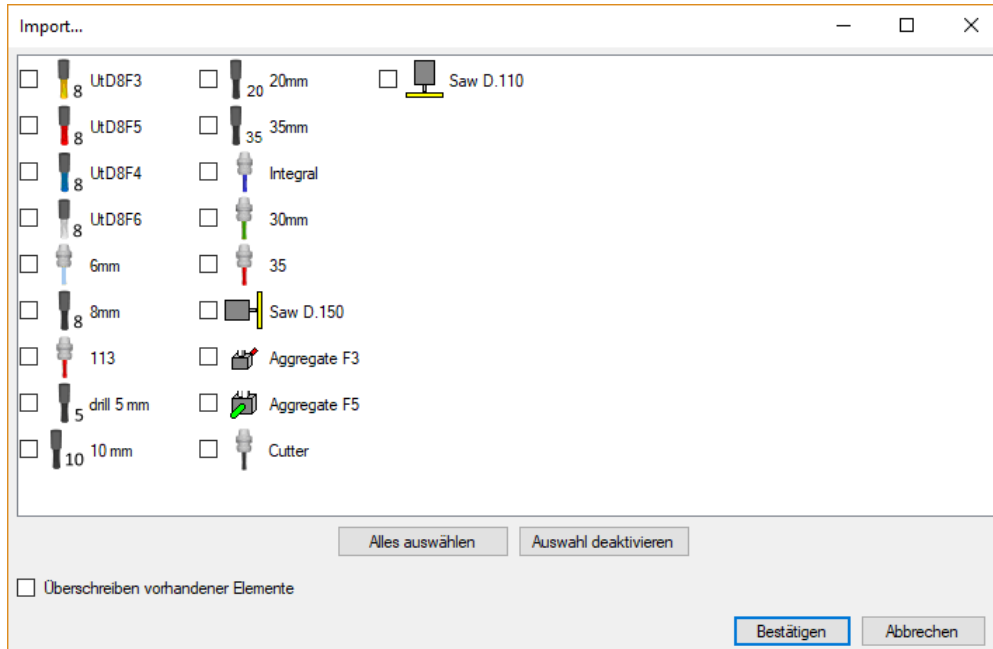 Import...
8 UtD8F3
8 UtD8F5
8 UtD8F4
8 UtD8F6
6mm
8 8mm
113
5 drill 5 mm
10 10 mm
20 20mm
35 35mm
Integral
30mm
35
Saw D.150
Aggregate F3
Aggregate F5
Cutter
Saw D.110
Alles auswählen
Auswahl deaktivieren
Überschreiben vorhandener Elemente
Bestätigen
Abbrechen